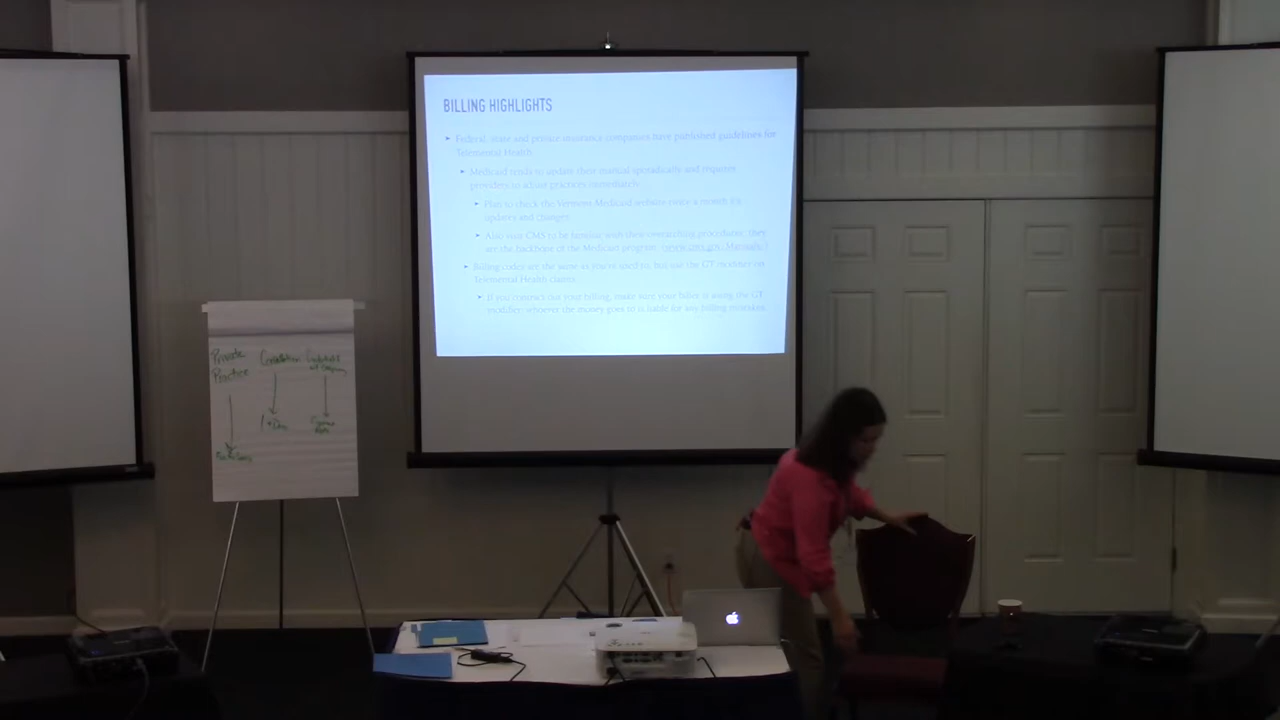 BILLING HIGHLIGHTS
Federal, state and private insurance companies have published guidelines for
Telemental Health
Medicaid tends to update their manual sporadically and requires
providers to adjust practices immediately
Plan to check the Vermont Medicaid website twice a month for
updates and changes
Also visit CMS to be familiar with their overarching procedures, they
are the backbone of the Medicaid program
Billing codes are the same as you're used to, but use the GT modifier on
Telemental Health claims
If you contract out your billing, make sure your biller is using the GT
modifier- whoever the money goes to is liable for any billing mistakes
Private
Practice